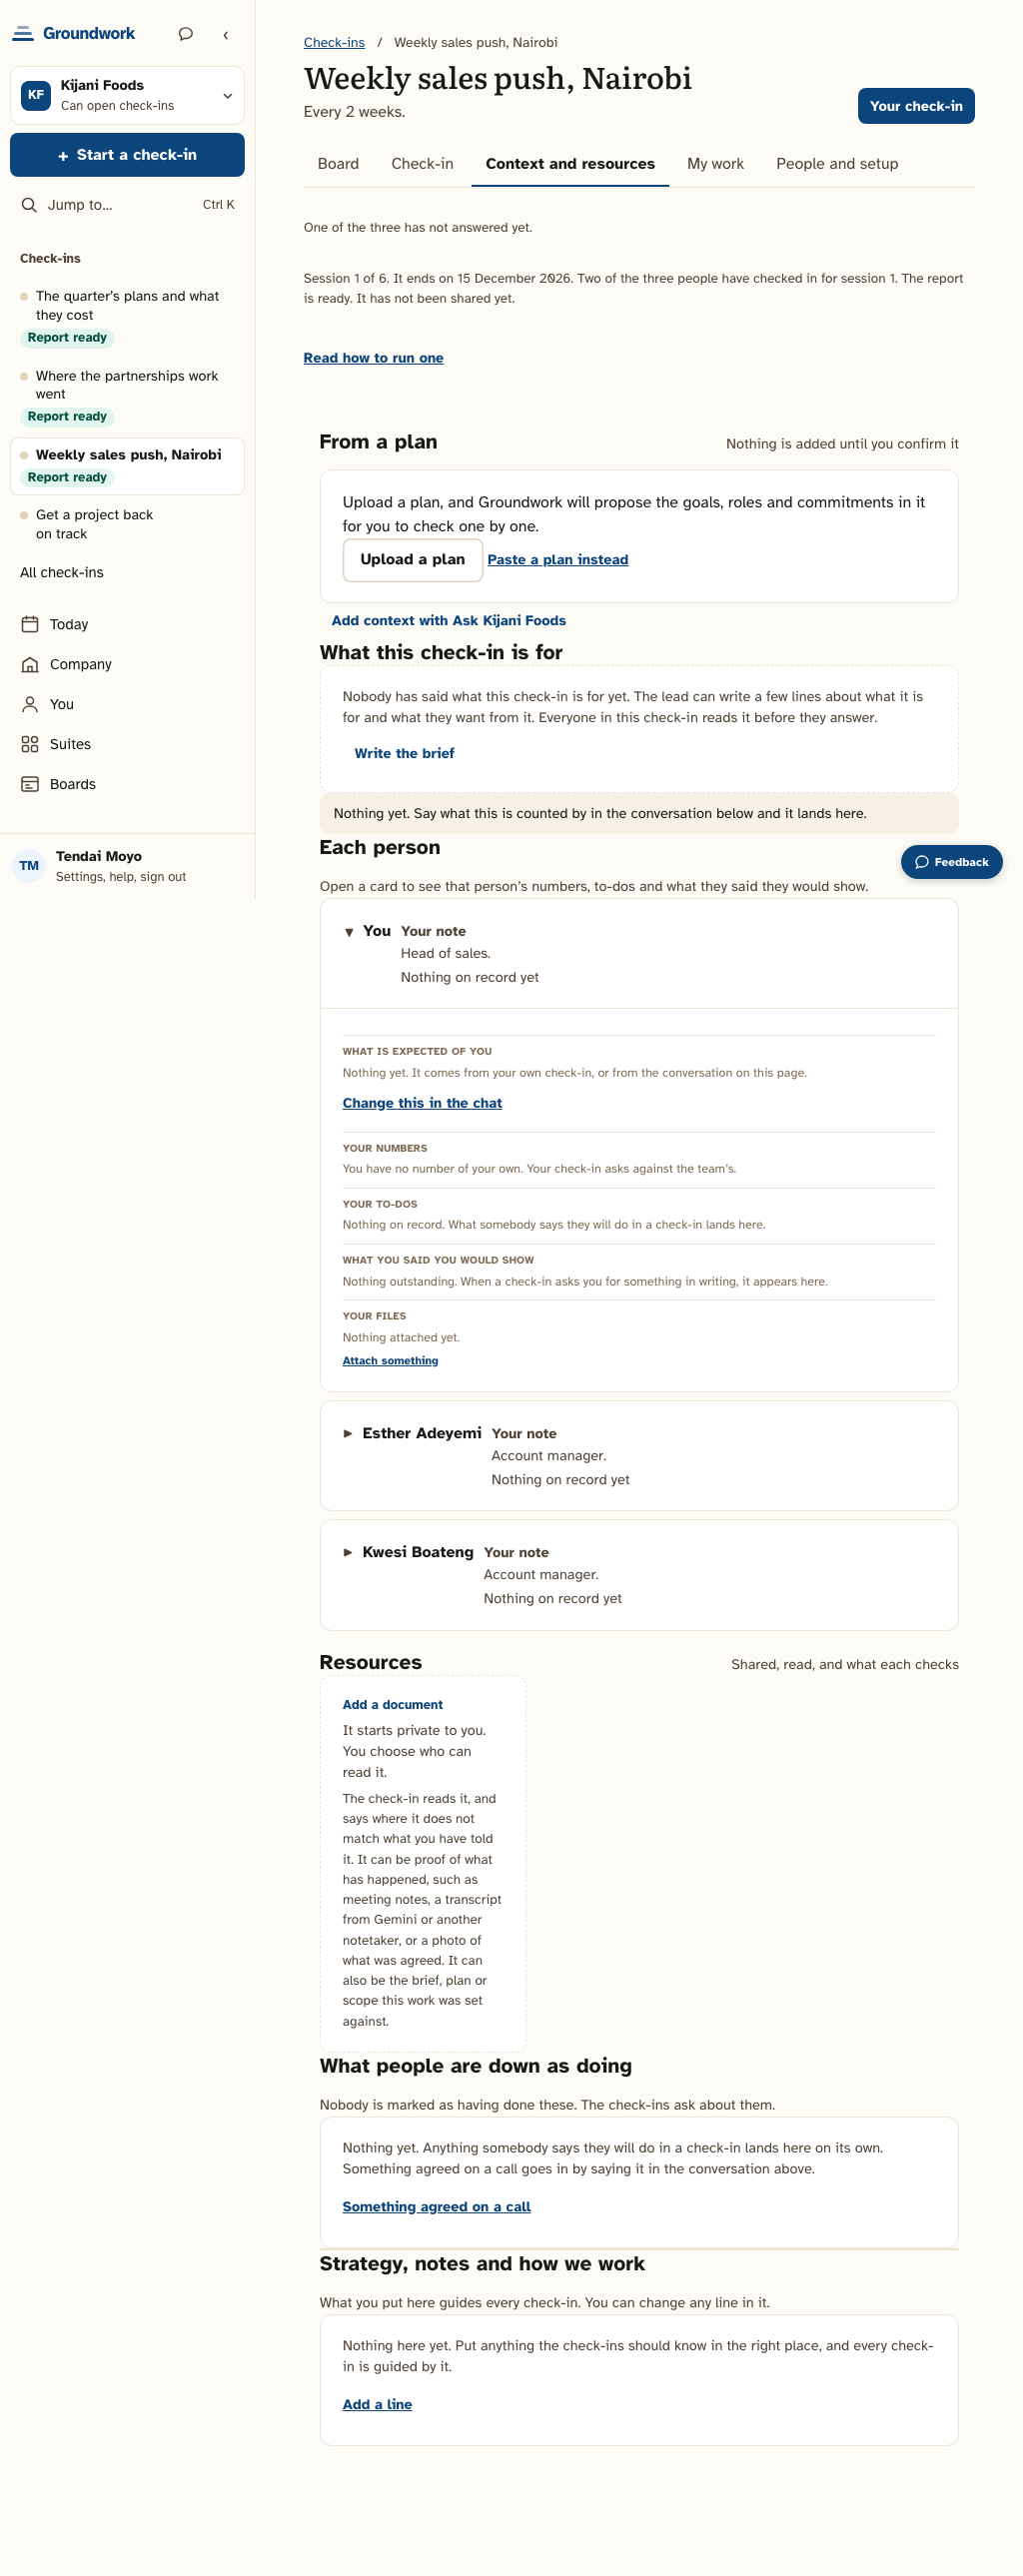 Groundwork
KF
Kijani Foods
Can open check-ins
+ Start a check-in
Jump to...
Ctrl K
Check-ins
The quarter's plans and what
they cost
Report ready
Where the partnerships work
went
Report ready
Weekly sales push, Nairobi
Report ready
Get a project back
on track
All check-ins
Today
Company
You
Suites
Boards
TM
Tendai Moyo
Settings, help, sign out
Check-ins / Weekly sales push, Nairobi
Weekly sales push, Nairobi
Every 2 weeks.
Your check-in
Board
Check-in
Context and resources
My work
People and setup
One of the three has not answered yet.
Session 1 of 6. It ends on 15 December 2026. Two of the three people have checked in for session 1. The report
is ready. It has not been shared yet.
Read how to run one
From a plan
Nothing is added until you confirm it
Upload a plan, and Groundwork will propose the goals, roles and commitments in it
for you to check one by one.
Upload a plan
Paste a plan instead
Add context with Ask Kijani Foods
What this check-in is for
Nobody has said what this check-in is for yet. The lead can write a few lines about what it is
for and what they want from it. Everyone in this check-in reads it before they answer.
Write the brief
Nothing yet. Say what this is counted by in the conversation below and it lands here.
Each person
Feedback
Open a card to see that person's numbers, to-dos and what they said they would show.
You
Your note
Head of sales.
Nothing on record yet
WHAT IS EXPECTED OF YOU
Nothing yet. It comes from your own check-in, or from the conversation on this page.
Change this in the chat
YOUR NUMBERS
You have no number of your own. Your check-in asks against the team's.
YOUR TO-DOS
Nothing on record. What somebody says they will do in a check-in lands here.
WHAT YOU SAID YOU WOULD SHOW
Nothing outstanding. When a check-in asks you for something in writing, it appears here.
YOUR FILES
Nothing attached yet.
Attach something
Esther Adeyemi
Your note
Account manager.
Nothing on record yet
Kwesi Boateng
Your note
Account manager.
Nothing on record yet
Resources
Shared, read, and what each checks
Add a document
It starts private to you.
You choose who can
read it.
The check-in reads it, and
says where it does not
match what you have told
it. It can be proof of what
has happened, such as
meeting notes, a transcript
from Gemini or another
notetaker, or a photo of
what was agreed. It can
also be the brief, plan or
scope this work was set
against.
What people are down as doing
Nobody is marked as having done these. The check-ins ask about them.
Nothing yet. Anything somebody says they will do in a check-in lands here on its own.
Something agreed on a call goes in by saying it in the conversation above.
Something agreed on a call
Strategy, notes and how we work
What you put here guides every check-in. You can change any line in it.
Nothing here yet. Put anything the check-ins should know in the right place, and every check-
in is guided by it.
Add a line